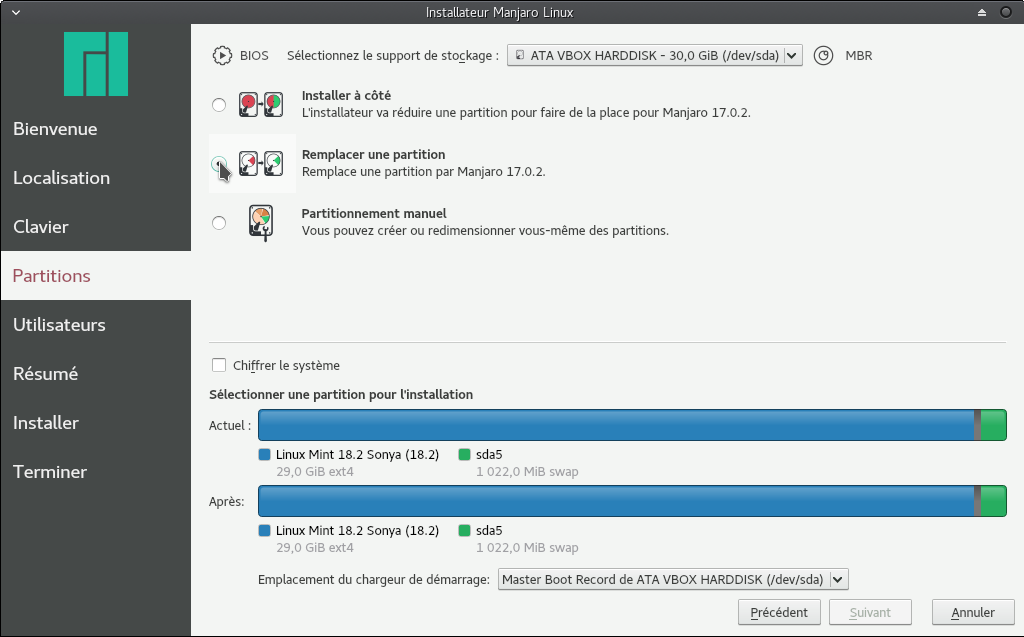 Installateur Manjaro Linux
BIOS Sélectionnez le support de stockage : ATA VBOX HARDDISK - 30,0 GiB (/dev/sda) MBR
Bienvenue
Localisation
Clavier
Partitions
Utilisateurs
Résumé
Installer
Terminer
Installer à côté
L'installateur va réduire une partition pour faire de la place pour Manjaro 17.0.2.
Remplacer une partition
Remplace une partition par Manjaro 17.0.2.
Partitionnement manuel
Vous pouvez créer ou redimensionner vous-même des partitions.
Chiffrer le système
Sélectionner une partition pour l'installation
Actuel :
Linux Mint 18.2 Sonya (18.2) sda5
29,0 GiB ext4 1 022,0 MiB swap
Après:
Linux Mint 18.2 Sonya (18.2) sda5
29,0 GiB ext4 1 022,0 MiB swap
Emplacement du chargeur de démarrage: Master Boot Record de ATA VBOX HARDDISK (/dev/sda)
Précédent Suivant Annuler